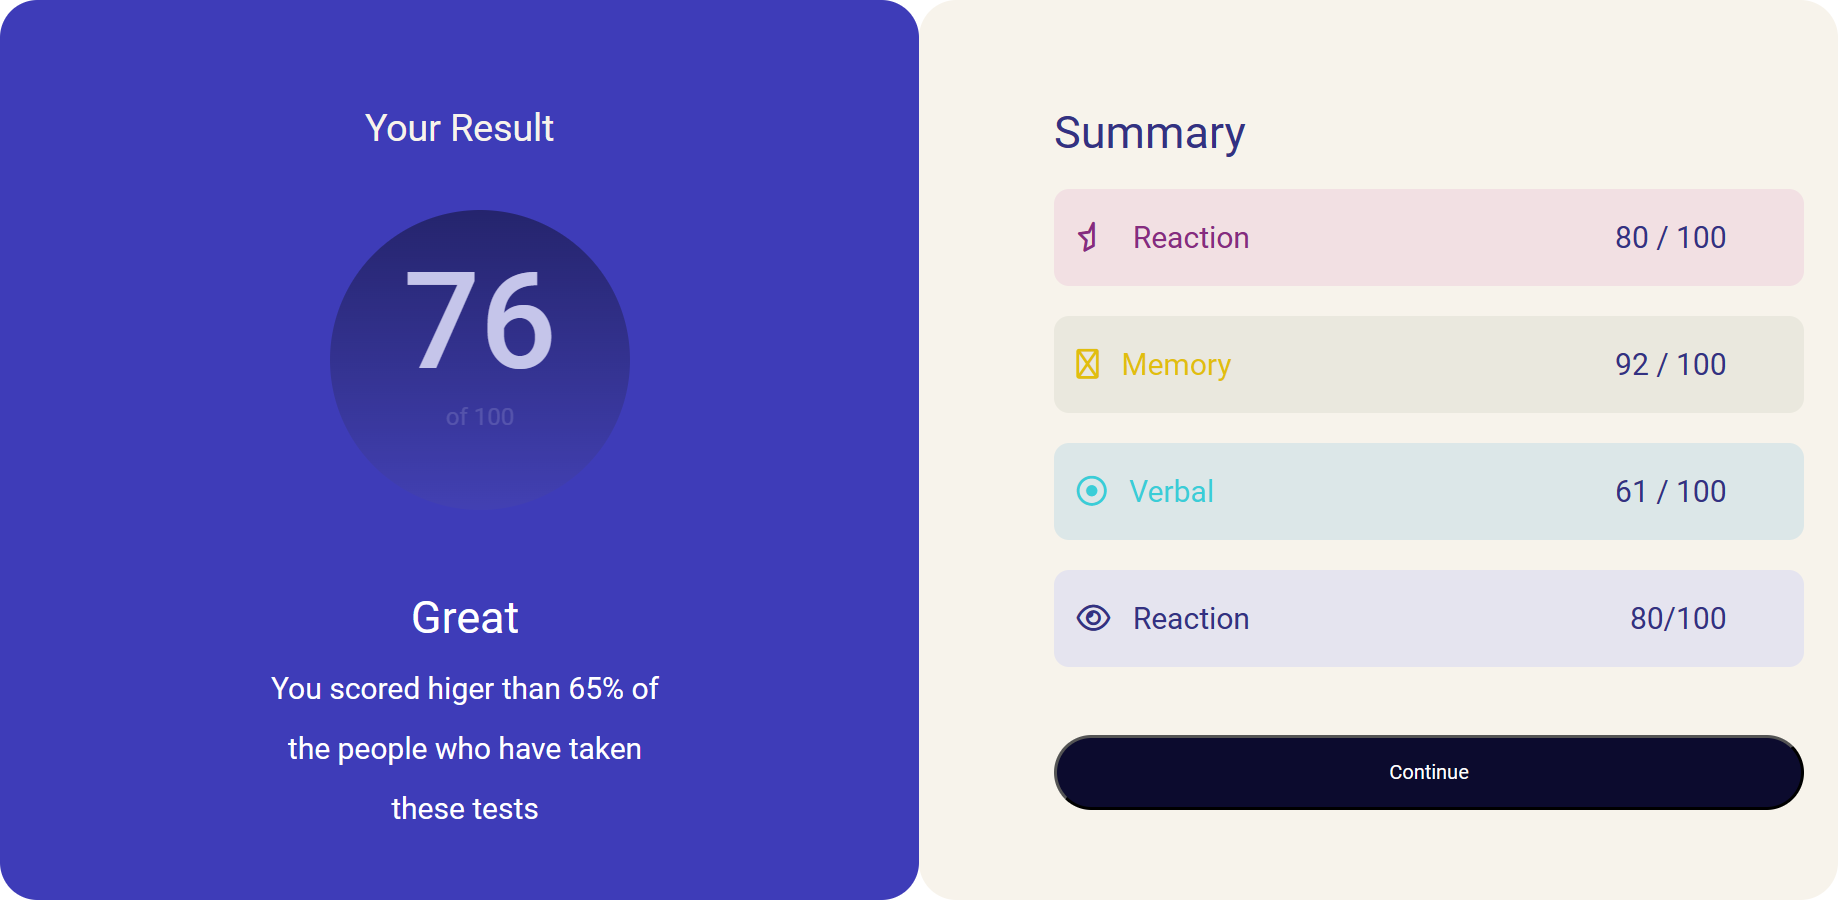 Your Result
76
of 100
Great
You scored higer than 65% of
the people who have taken
these tests
Summary
Reaction 80 / 100
Memory 92 / 100
Verbal 61 / 100
Reaction 80/100
Continue